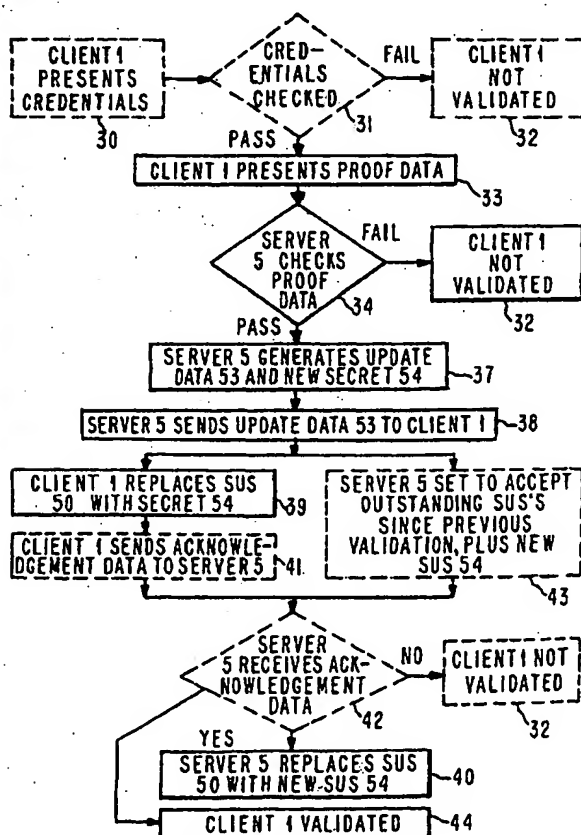 CLIENT 1
PRESENTS
CREDENTIALS
30
CRED-
ENTIALS
CHECKED
31
FAIL
CLIENT 1
NOT
VALIDATED
32
PASS
CLIENT 1 PRESENTS PROOF DATA
33
SERVER
5 CHECKS
PROOF
DATA
34
FAIL
CLIENT 1
NOT
VALIDATED
32
PASS
SERVER 5 GENERATES UPDATE
DATA 53 AND NEW SECRET 54
37
SERVER 5 SENDS UPDATE DATA 53 TO CLIENT 1
38
CLIENT 1 REPLACES SUS
50 WITH SECRET 54
39
CLIENT 1 SENDS ACKNOWLE-
DGEMENT DATA TO SERVER 5
41
SERVER 5 SET TO ACCEPT
OUTSTANDING SUS'S
SINCE PREVIOUS
VALIDATION, PLUS NEW
SUS 54
43
SERVER
5 RECEIVES ACK-
NOWLEDGEMENT
DATA
42
NO
CLIENT 1 NOT
VALIDATED
32
YES
SERVER 5 REPLACES SUS
50 WITH NEW SUS 54
40
CLIENT 1 VALIDATED
44